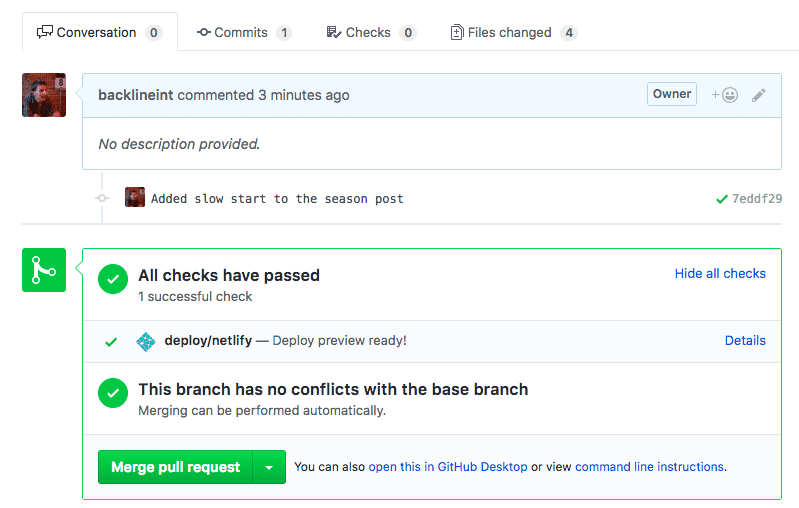 Conversation 0 Commits 1 Checks 0 Files changed 4
backlineint commented 3 minutes ago Owner
No description provided.
Added slow start to the season post 7eddf29
All checks have passed Hide all checks
1 successful check
deploy/netlify — Deploy preview ready! Details
This branch has no conflicts with the base branch
Merging can be performed automatically.
Merge pull request You can also open this in GitHub Desktop or view command line instructions.